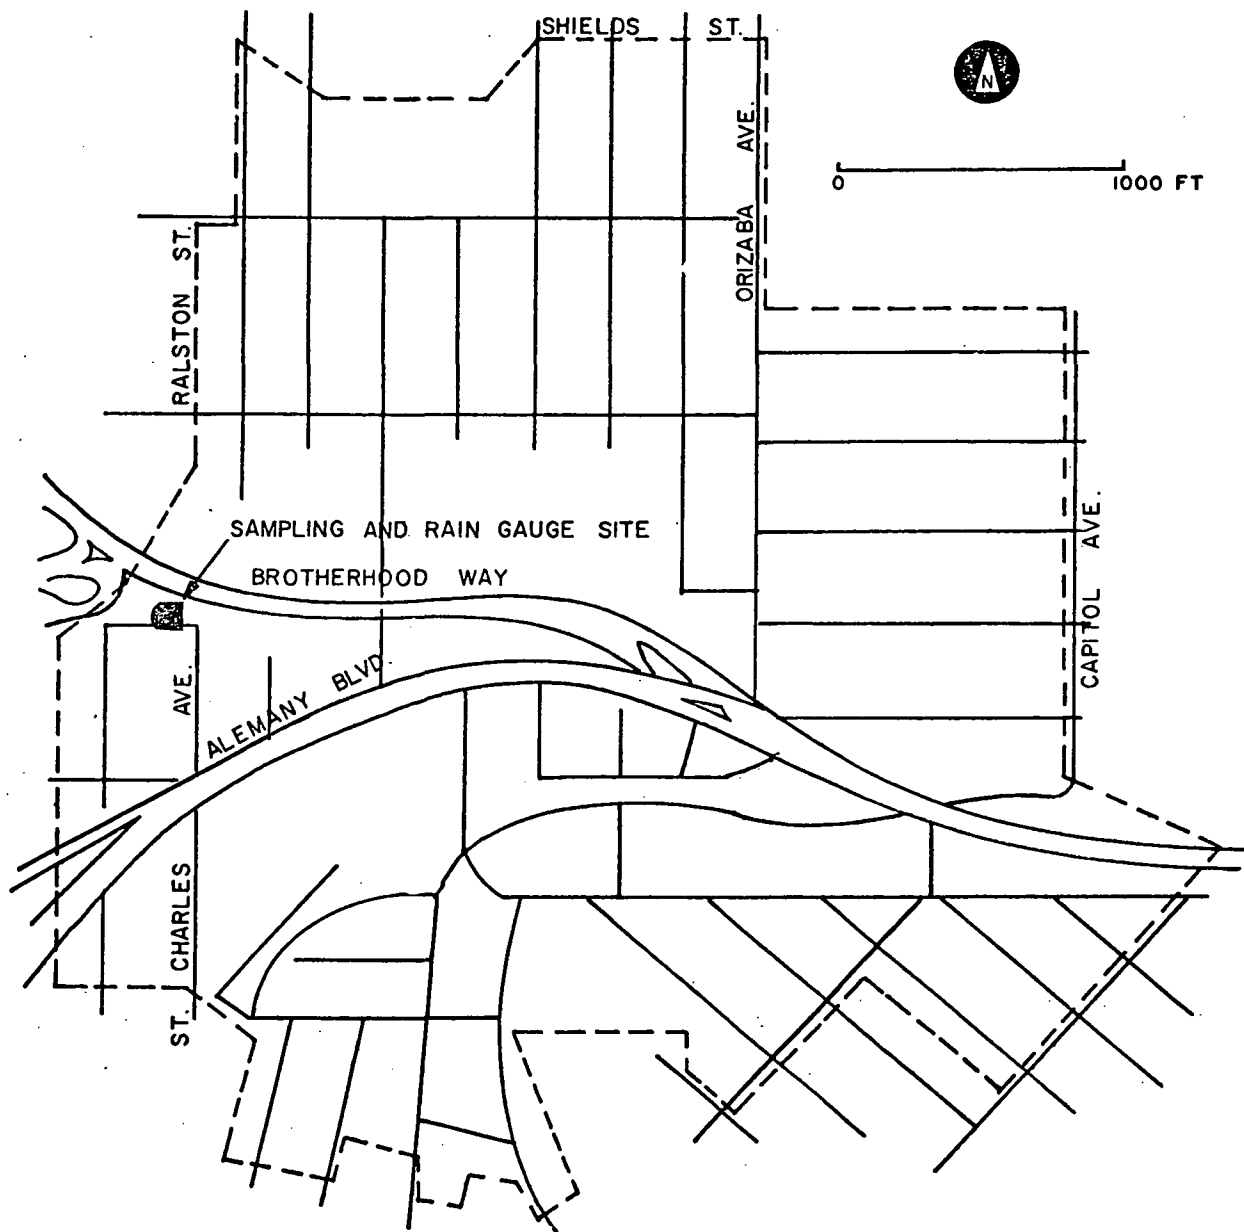 SHIELDS ST.
N
ORIZABA AVE.
0 1000 FT
RALSTON ST.
SAMPLING AND RAIN GAUGE SITE
BROTHERHOOD WAY
CAPITOL AVE.
ALEMANY BLVD.
ST. CHARLES AVE.